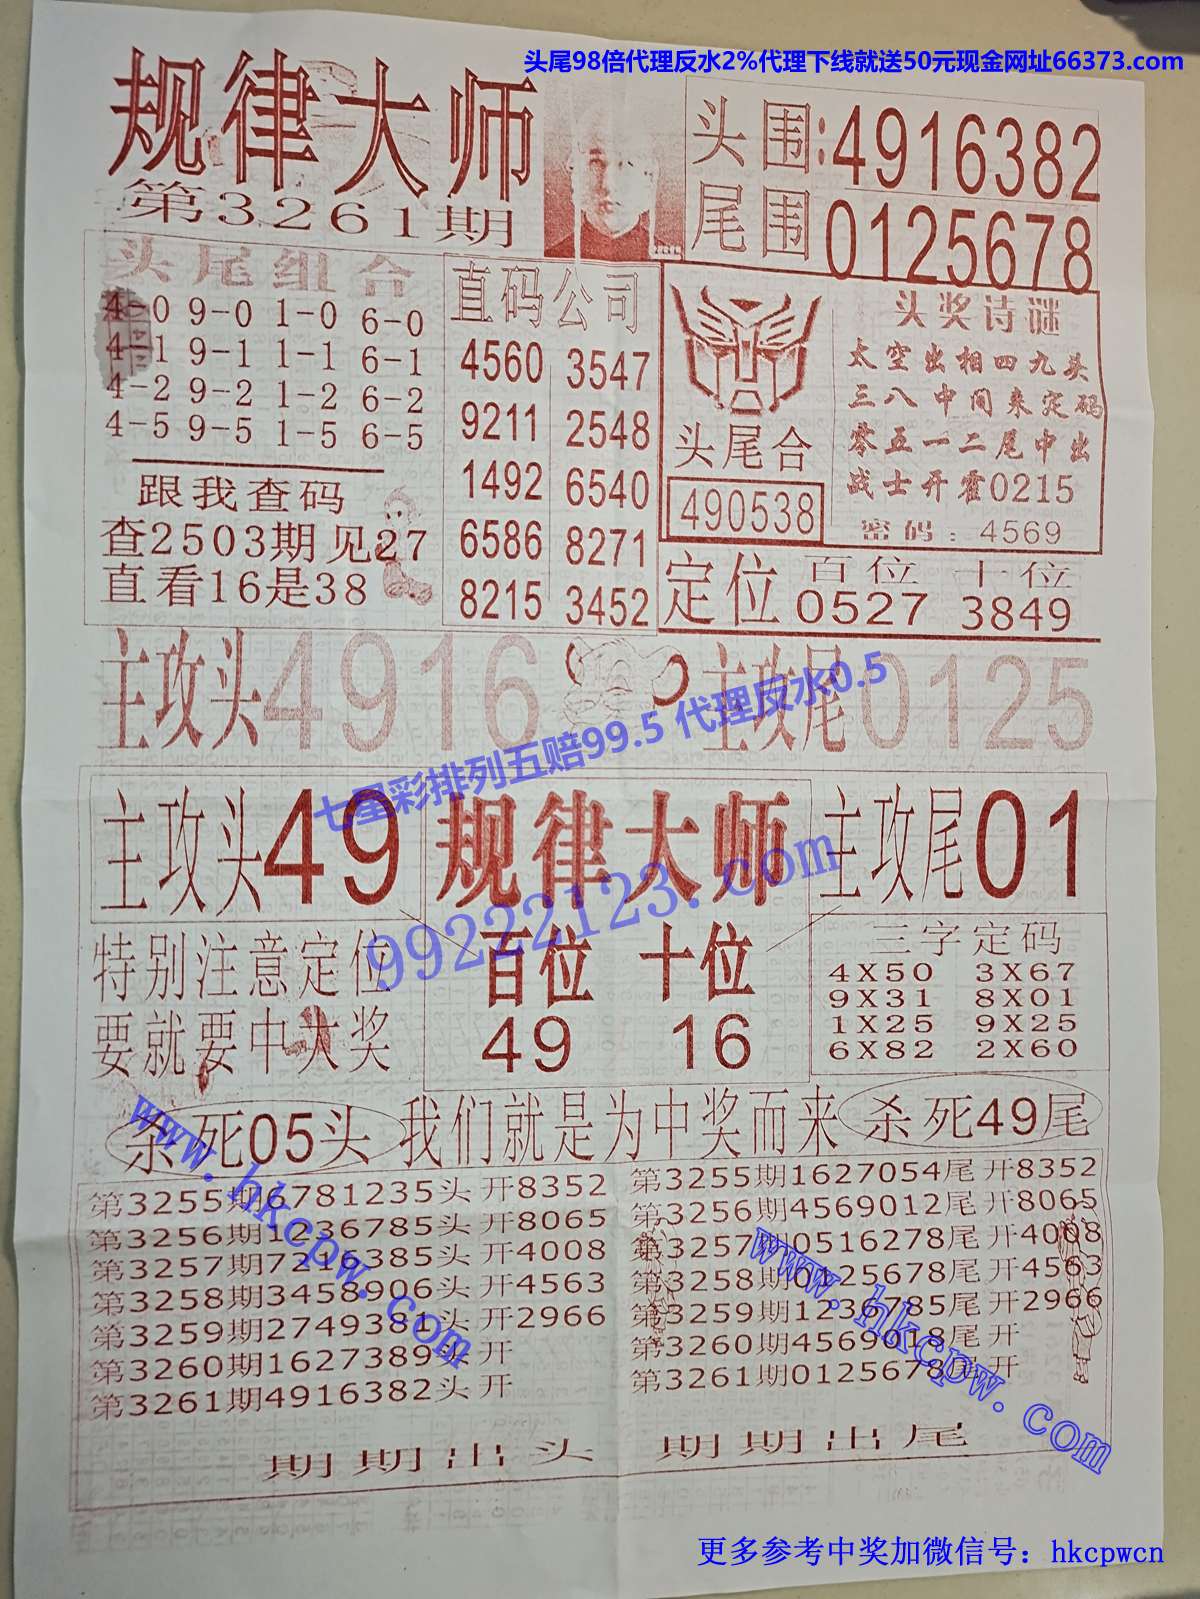 头尾98倍代理反水2%代理下线就送50元现金网址66373.com
规律大师
第3261期
头围:4916382
尾围 0125678
头尾组合
4-0 9-0 1-0 6-0
4-1 9-1 1-1 6-1
4-2 9-2 1-2 6-2
4-5 9-5 1-5 6-5
跟我查码
查2503期见27
直看16是38
直码公司
4560 3547
9211 2548
1492 6540
6586 8271
8215 3452
头尾合
490538
头奖诗谜
太空出相四九头
三八中间来定码
零五一二尾中出
战士开霍0215
密码：4569
定位 百位 十位
0527 3849
主攻头4916
主攻尾0125
七星彩排列五赔99.5 代理反水0.5
主攻头49
规律大师
主攻尾01
99222123.com
特别注意定位
要就要中大奖
百位 十位
49 16
三字定码
4X50 3X67
9X31 8X01
1X25 9X25
6X82 2X60
杀死05头 我们就是为中奖而来 杀死49尾
第3255期6781235头开8352
第3256期1236785头开8065
第3257期7216385头开4008
第3258期3458906头开4563
第3259期2749381头开2966
第3260期1627389头开
第3261期4916382头开
第3255期1627054尾开8352
第3256期4569012尾开8065
第3257期0516278尾开4008
第3258期0125678尾开4563
第3259期1236785尾开2966
第3260期4569018尾开
第3261期0125678尾开
www.hkcpw.com
www.hkcpw.com
期期出头 期期出尾
更多参考中奖加微信号：hkcpwcn